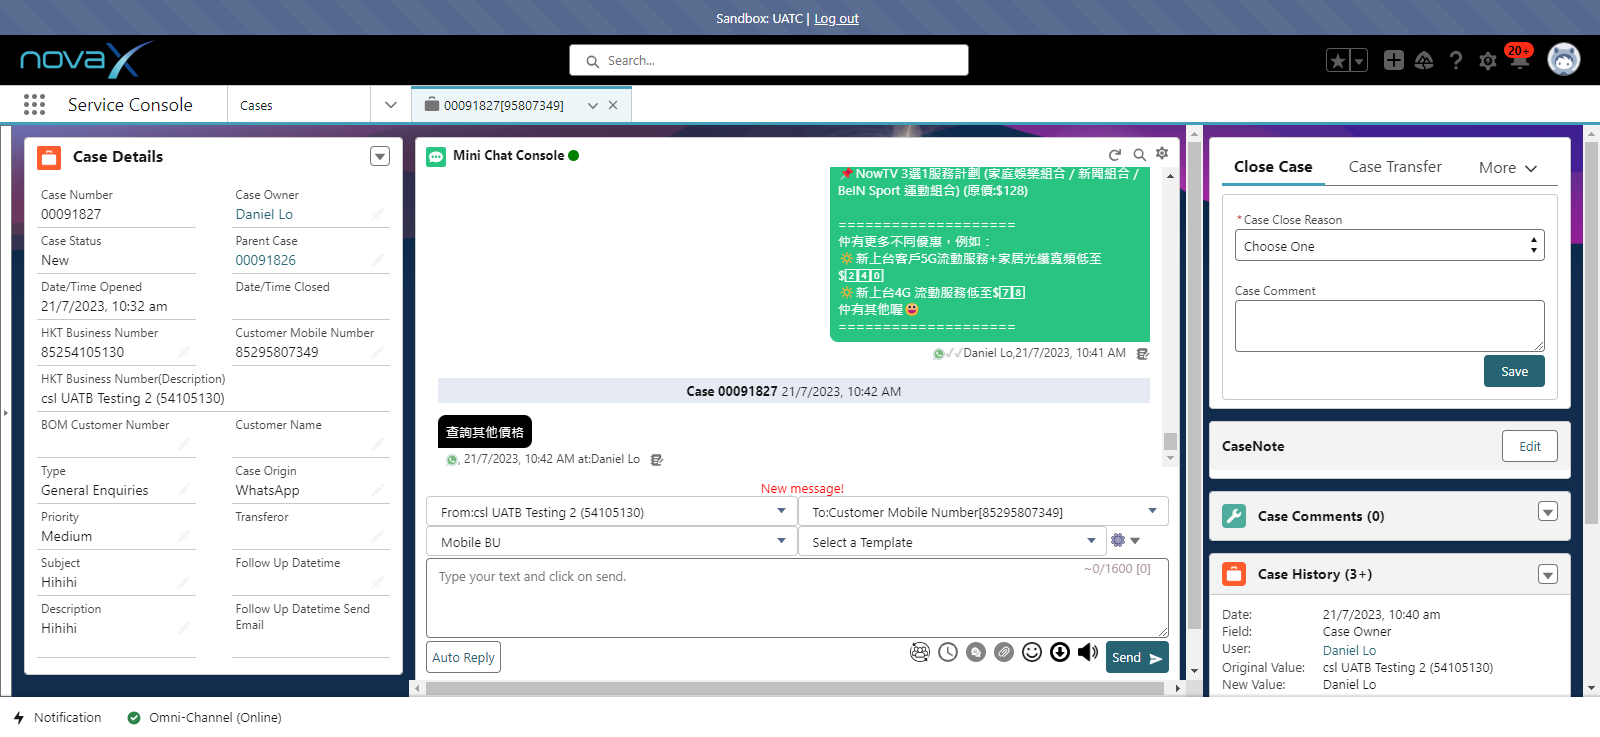 Sandbox: UATC | Log out
novaX
Search...
20+
Service Console
Cases
00091827[95807349]
Case Details
Case Number
00091827
Case Owner
Daniel Lo
Case Status
New
Parent Case
00091826
Date/Time Opened
21/7/2023, 10:32 am
Date/Time Closed
HKT Business Number
85254105130
Customer Mobile Number
85295807349
HKT Business Number(Description)
csl UATB Testing 2 (54105130)
BOM Customer Number
Customer Name
Type
General Enquiries
Case Origin
WhatsApp
Priority
Medium
Transferor
Subject
Hihihi
Follow Up Datetime
Description
Hihihi
Follow Up Datetime Send
Email
Mini Chat Console
📌NowTV 3選1服務計劃 (家庭娛樂組合 / 新聞組合 /
BeIN Sport 運動組合) (原價:$128)
====================
仲有更多不同優惠，例如：
🔆新上台客戶5G流動服務+家居光纖寬頻低至
$2️⃣4️⃣0️⃣
🔆新上台4G 流動服務低至$7️⃣8️⃣
仲有其他喔😃
====================
✓✓Daniel Lo,21/7/2023, 10:41 AM
Case 00091827 21/7/2023, 10:42 AM
查詢其他價格
, 21/7/2023, 10:42 AM at:Daniel Lo
New message!
From:csl UATB Testing 2 (54105130)
To:Customer Mobile Number[85295807349]
Mobile BU
Select a Template
Type your text and click on send.
~0/1600 [0]
Auto Reply
Send
Close Case
Case Transfer
More
*Case Close Reason
Choose One
Case Comment
Save
CaseNote
Edit
Case Comments (0)
Case History (3+)
Date: 21/7/2023, 10:40 am
Field: Case Owner
User: Daniel Lo
Original Value: csl UATB Testing 2 (54105130)
New Value: Daniel Lo
Notification
Omni-Channel (Online)